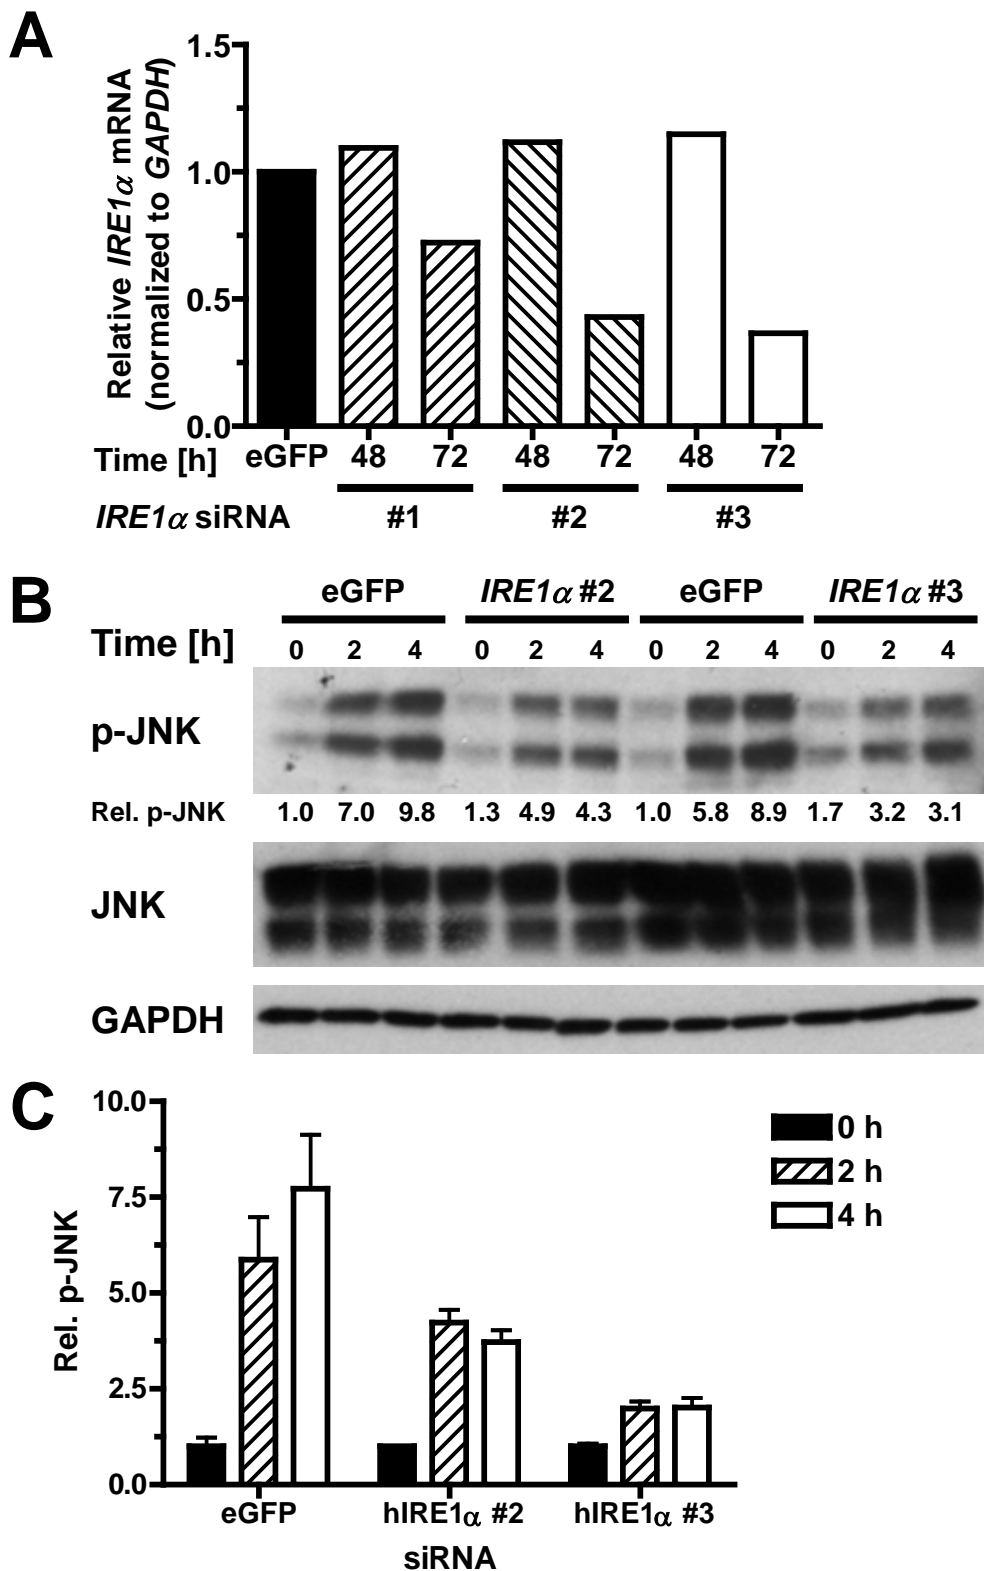 A
Relative IRE1α mRNA
(normalized to GAPDH)
1.5
1.0
0.5
0.0
Time [h] eGFP 48 72 48 72 48 72
IRE1α siRNA #1 #2 #3
B
eGFP IRE1α #2 eGFP IRE1α #3
Time [h] 0 2 4 0 2 4 0 2 4 0 2 4
p-JNK
Rel. p-JNK 1.0 7.0 9.8 1.3 4.9 4.3 1.0 5.8 8.9 1.7 3.2 3.1
JNK
GAPDH
C
Rel. p-JNK
10.0
7.5
5.0
2.5
0.0
0 h
2 h
4 h
eGFP hIRE1α #2 hIRE1α #3
siRNA